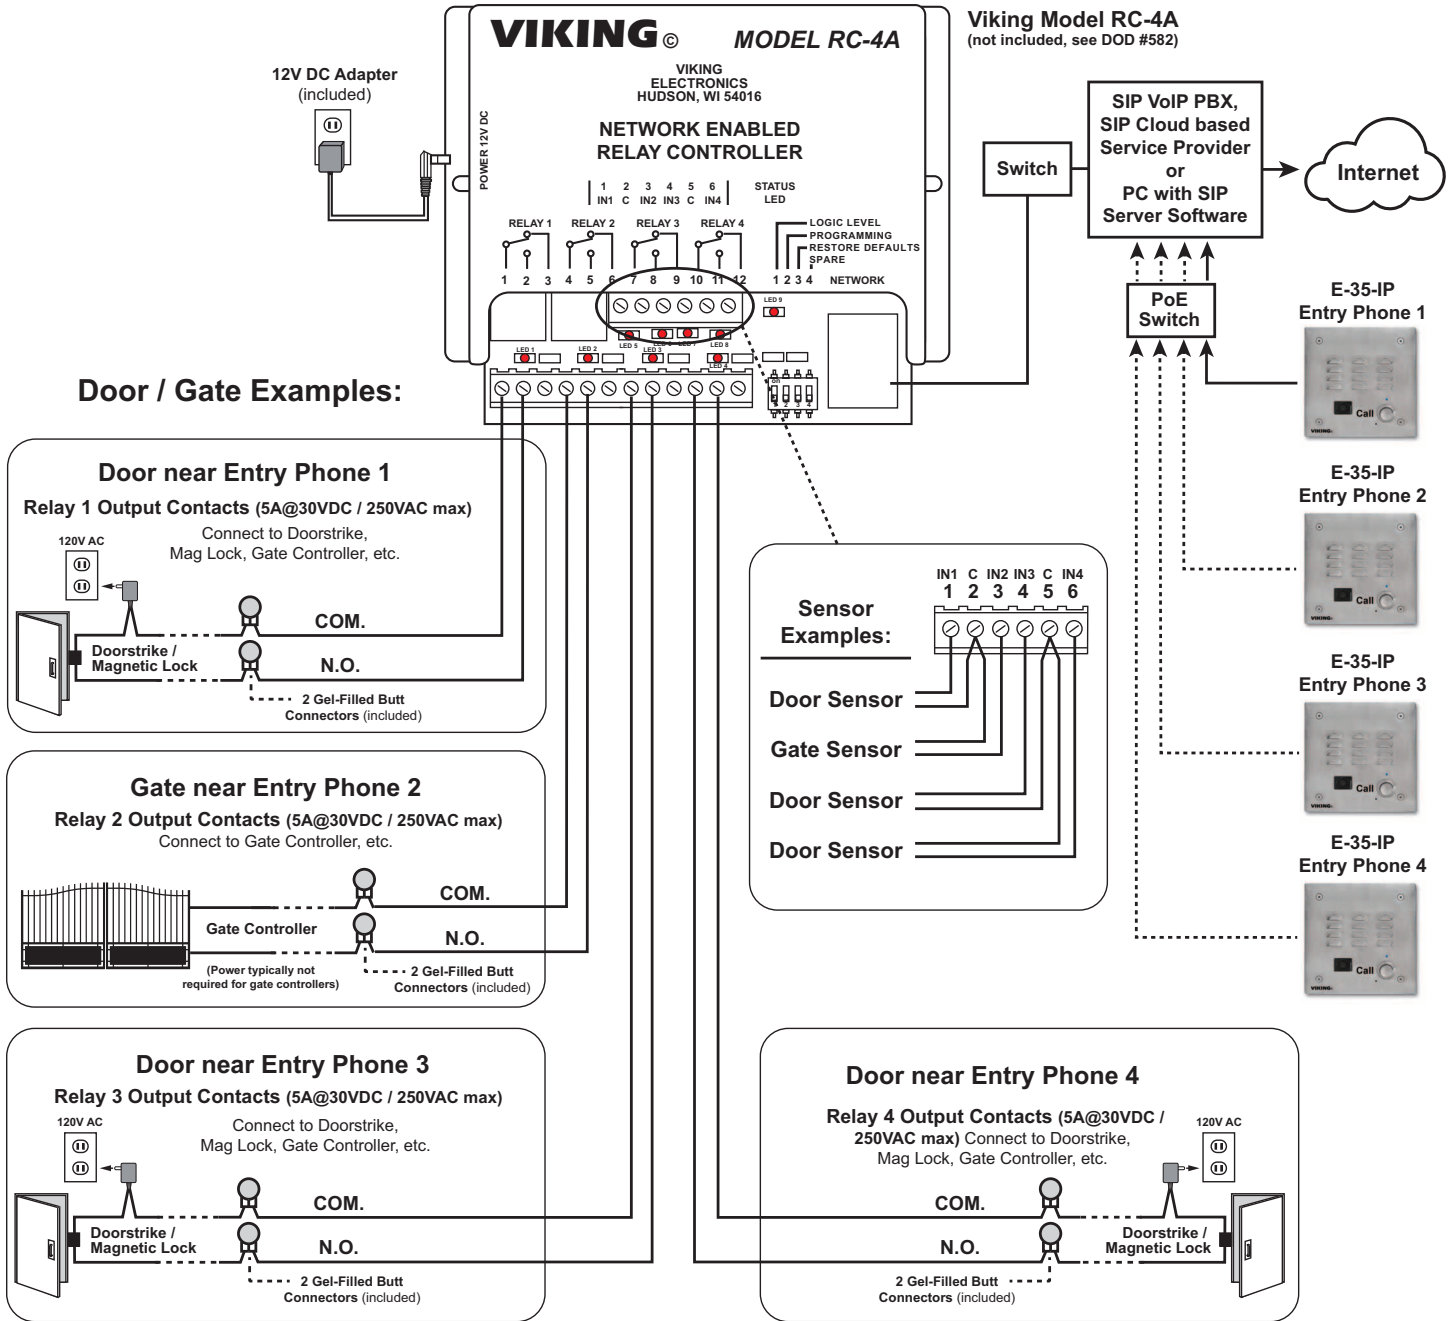 VIKING© MODEL RC-4A
VIKING
ELECTRONICS
HUDSON, WI 54016
NETWORK ENABLED
RELAY CONTROLLER
POWER 12V DC
1 2 3 4 5 6
IN1 C IN2 IN3 C IN4
STATUS
LED
RELAY 1 RELAY 2 RELAY 3 RELAY 4
LOGIC LEVEL
PROGRAMMING
RESTORE DEFAULTS
SPARE
1 2 3 4 5 6 7 8 9 10 11 12
1 2 3 4
NETWORK
LED 9
LED 5
LED 8
LED 1
LED 2
LED 3
LED 4
on
2 3 4
Viking Model RC-4A
(not included, see DOD #582)
12V DC Adapter
(included)
Switch
SIP VoIP PBX,
SIP Cloud based
Service Provider
or
PC with SIP
Server Software
Internet
PoE
Switch
E-35-IP
Entry Phone 1
Call
VIKING
E-35-IP
Entry Phone 2
Call
E-35-IP
Entry Phone 3
Call
VIKING
E-35-IP
Entry Phone 4
Call
VIKING
Door / Gate Examples:
Door near Entry Phone 1
Relay 1 Output Contacts (5A@30VDC / 250VAC max)
Connect to Doorstrike,
Mag Lock, Gate Controller, etc.
120V AC
COM.
Doorstrike /
Magnetic Lock
N.O.
2 Gel-Filled Butt
Connectors (included)
Gate near Entry Phone 2
Relay 2 Output Contacts (5A@30VDC / 250VAC max)
Connect to Gate Controller, etc.
COM.
Gate Controller
N.O.
(Power typically not
required for gate controllers)
2 Gel-Filled Butt
Connectors (included)
Door near Entry Phone 3
Relay 3 Output Contacts (5A@30VDC / 250VAC max)
Connect to Doorstrike,
Mag Lock, Gate Controller, etc.
120V AC
COM.
Doorstrike /
Magnetic Lock
N.O.
2 Gel-Filled Butt
Connectors (included)
Sensor
Examples:
IN1 C IN2 IN3 C IN4
1 2 3 4 5 6
Door Sensor
Gate Sensor
Door Sensor
Door Sensor
Door near Entry Phone 4
Relay 4 Output Contacts (5A@30VDC /
250VAC max) Connect to Doorstrike,
Mag Lock, Gate Controller, etc.
120V AC
COM.
Doorstrike /
Magnetic Lock
N.O.
2 Gel-Filled Butt
Connectors (included)